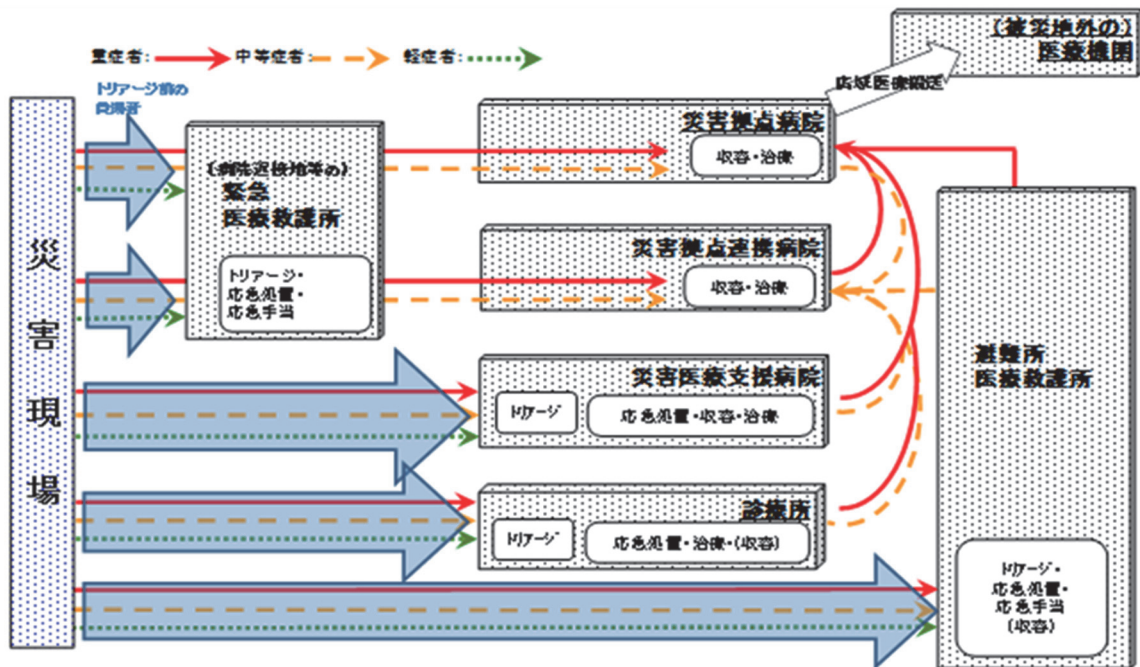 (被災地外の)
医療機関
重症者:
中等症者:
軽症者:
広域医療搬送
トリアージ前の
負傷者
災害拠点病院
収容・治療
(病院近接地等の)
緊急
医療救護所
トリアージ・
応急処置・
応急手当
災害拠点連携病院
収容・治療
災害現場
避難所
医療救護所
災害医療支援病院
トリアージ
応急処置・収容・治療
診療所
トリアージ
応急処置・治療・(収容)
トリアージ・
応急処置・
応急手当
(収容)